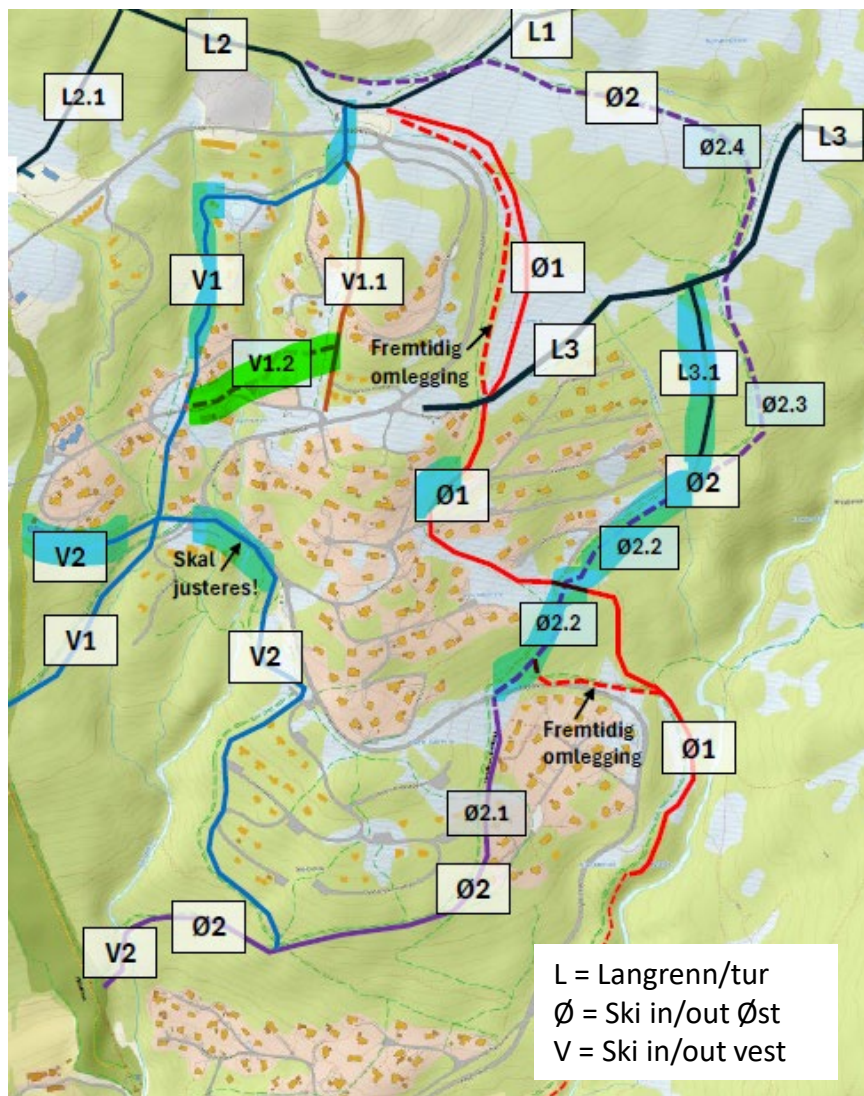 L1
L2
L2.1
Ø2
L3
Ø2.4
Ø1
V1
V1.1
L3
Fremtidig
omlegging
V1.2
L3.1
Ø2.3
Ø2
Ø1
Ø2.2
V2
Skal
justeres!
Ø2.2
V1
V2
Fremtidig
omlegging
Ø1
Ø2.1
Ø2
Ø2
V2
L = Langrenn/tur
Ø = Ski in/out Øst
V = Ski in/out vest